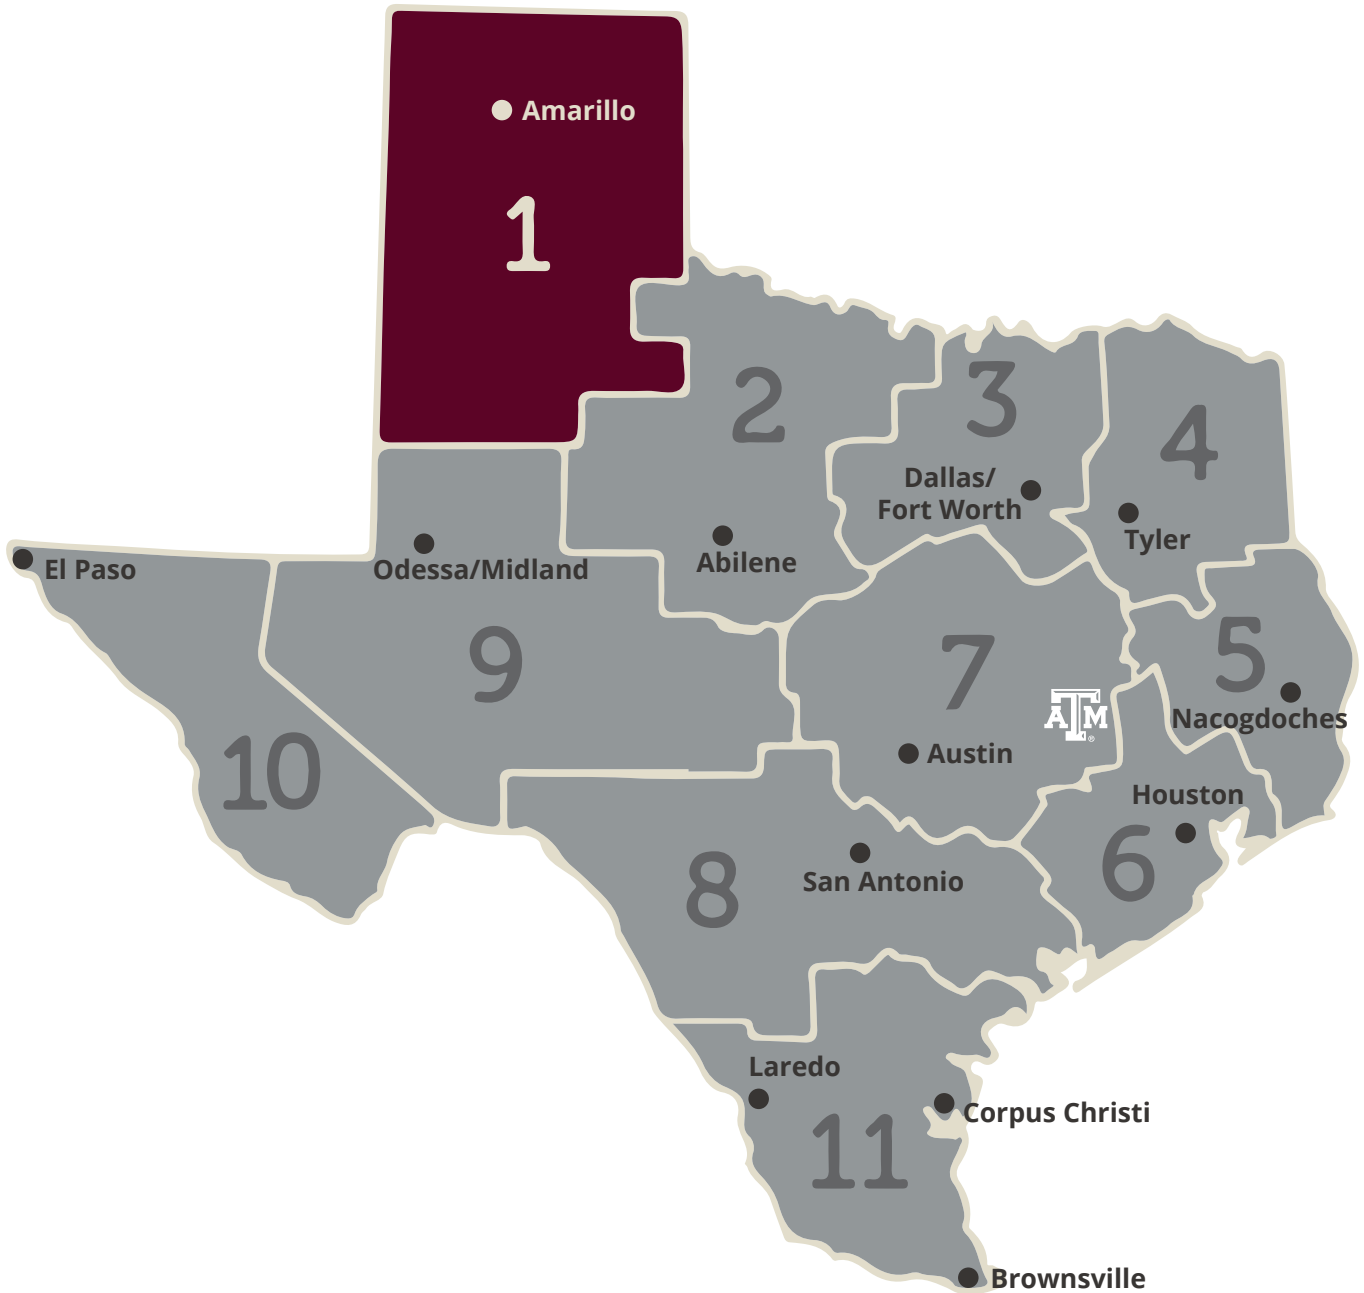 Amarillo
1
2
3
4
Dallas/
Fort Worth
Tyler
Abilene
El Paso
Odessa/Midland
5
9
7
Nacogdoches
ATM®
Austin
10
Houston
6
8
San Antonio
Laredo
Corpus Christi
11
Brownsville